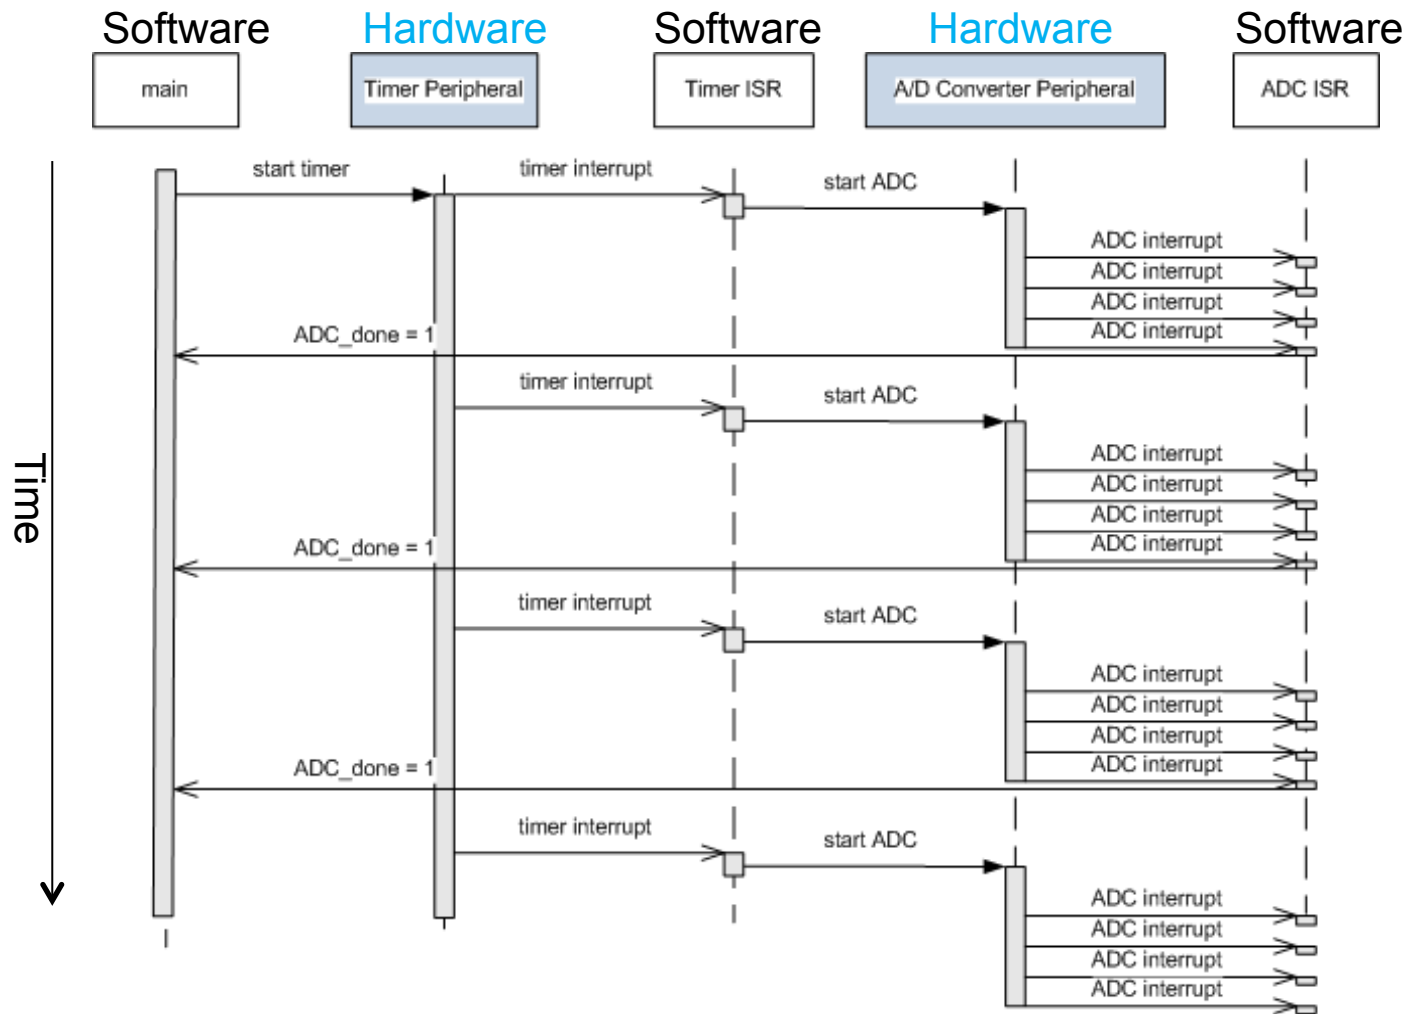 Software Hardware Software Hardware Software
main Timer Peripheral Timer ISR A/D Converter Peripheral ADC ISR
Time
start timer timer interrupt start ADC
ADC interrupt
ADC interrupt
ADC interrupt
ADC interrupt
ADC_done = 1
timer interrupt start ADC
ADC interrupt
ADC interrupt
ADC interrupt
ADC interrupt
ADC_done = 1
timer interrupt start ADC
ADC interrupt
ADC interrupt
ADC interrupt
ADC interrupt
ADC_done = 1
timer interrupt start ADC
ADC interrupt
ADC interrupt
ADC interrupt
ADC interrupt